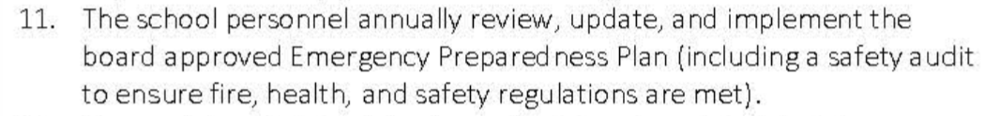 11. The school personnel annually review, update, and implement the
board approved Emergency Preparedness Plan (including a safety audit
to ensure fire, health, and safety regulations are met).